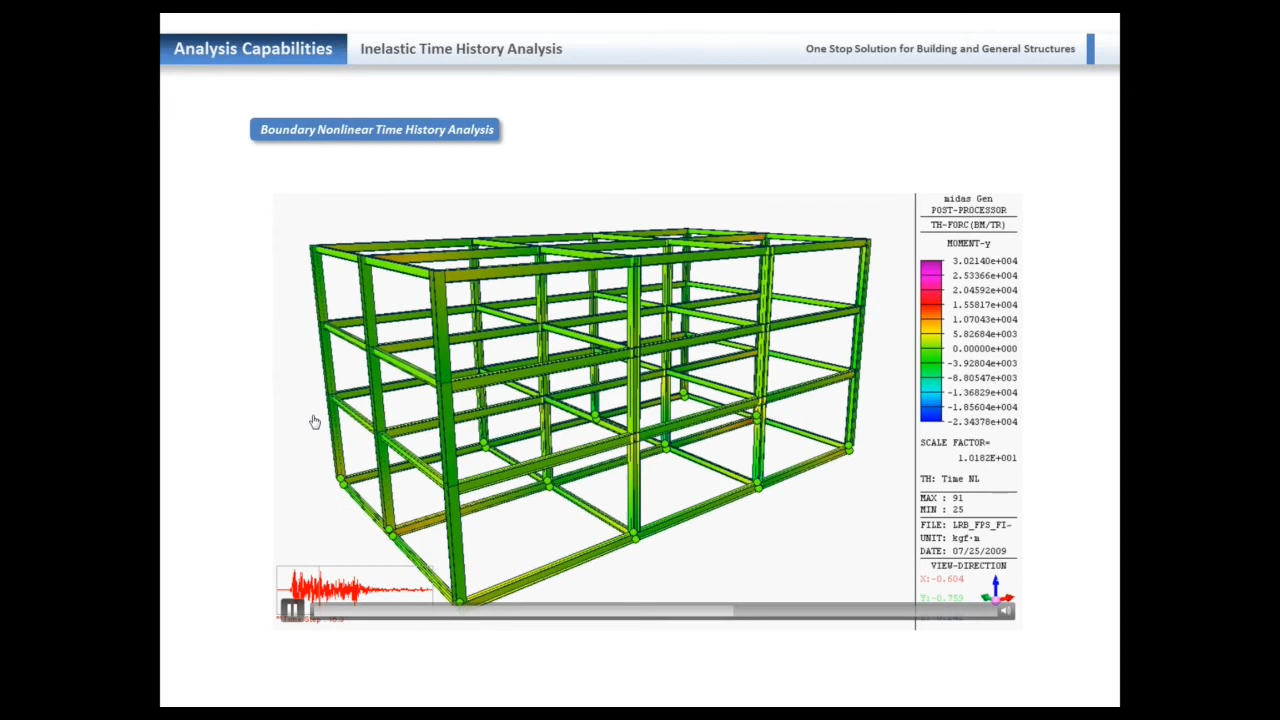 Analysis Capabilities
Inelastic Time History Analysis
One Stop Solution for Building and General Structures
Boundary Nonlinear Time History Analysis
midas Gen
POST-PROCESSOR
TH-FORC(BM/TR)
MOMENT-y
3.02140e+004
2.53366e+004
2.04592e+004
1.55817e+004
1.07043e+004
5.82684e+003
0.00000e+000
-3.92804e+003
-8.80547e+003
-1.36829e+004
-1.85604e+004
-2.34378e+004
SCALE FACTOR=
1.0182E+001
TH: Time NL
MAX : 91
MIN : 25
FILE: LRB_FPS_FI~
UNIT: kgf·m
DATE: 07/25/2009
VIEW-DIRECTION
X:-0.604
Y:-0.759